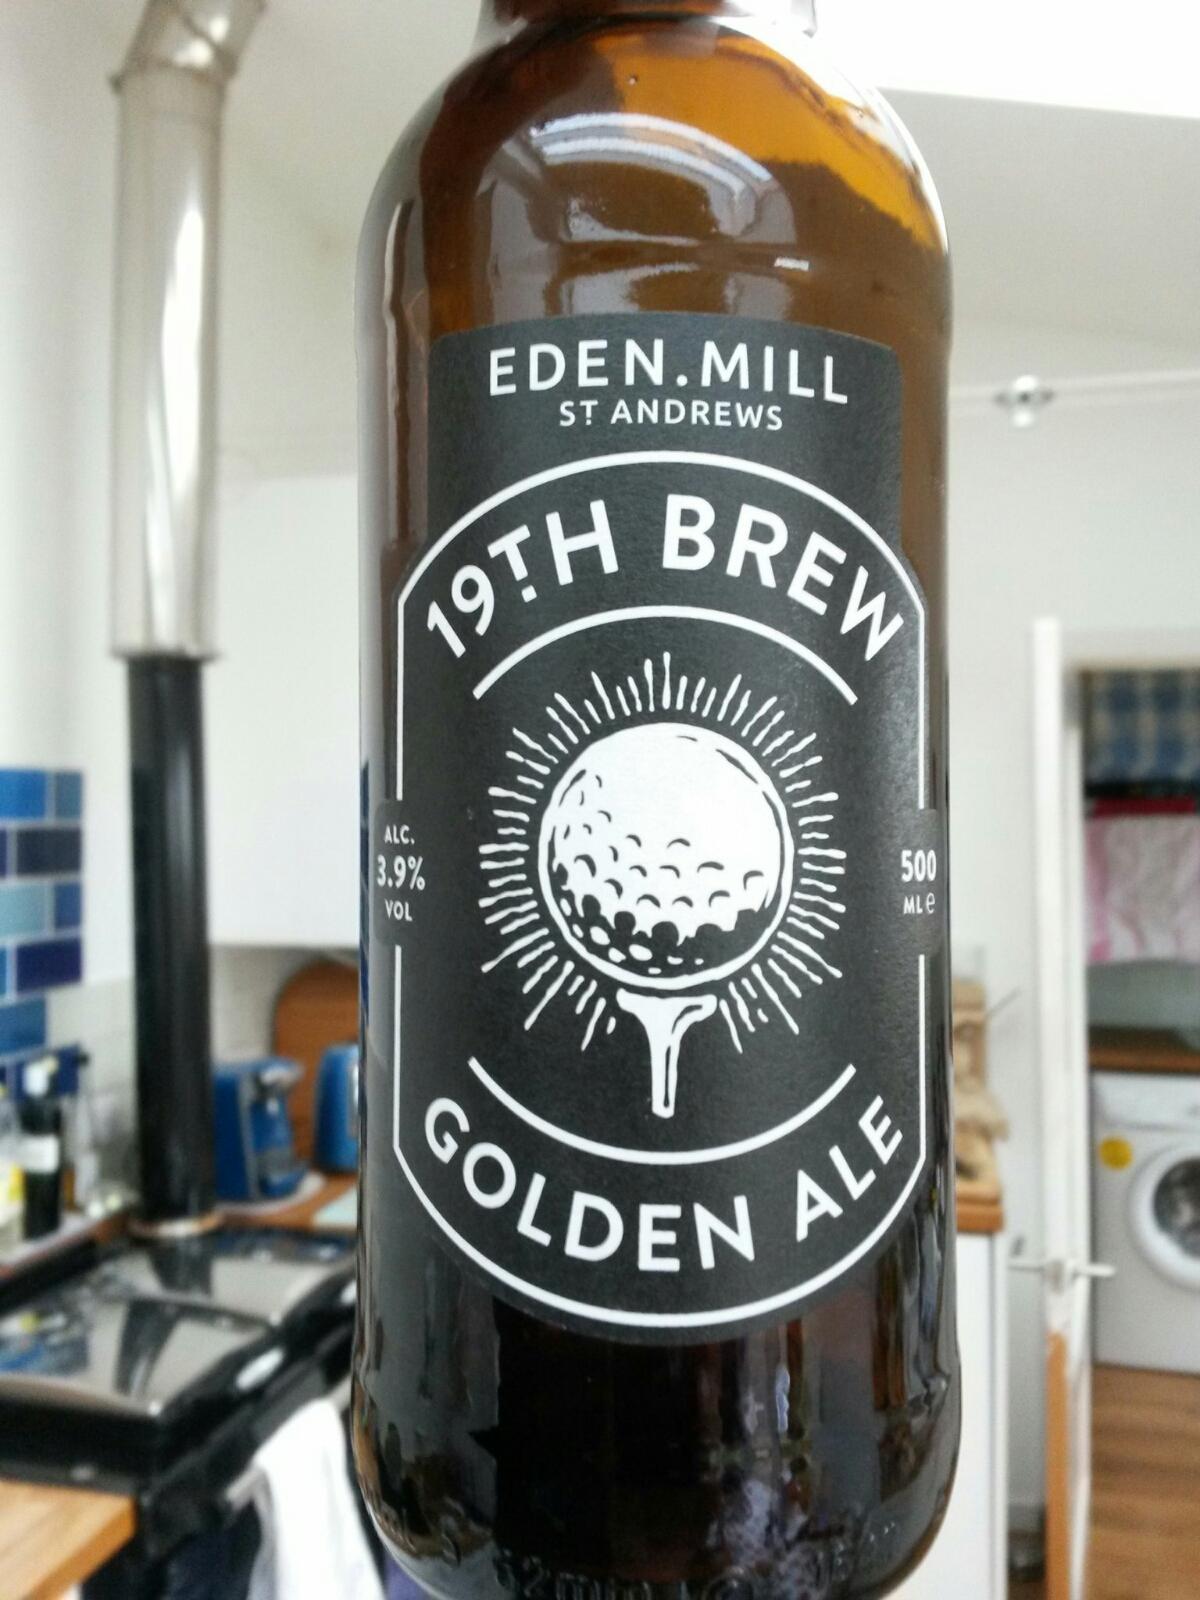 EDEN.MILL
ST ANDREWS
19TH BREW
ALC.
3.9%
VOL
500
ML e
GOLDEN ALE